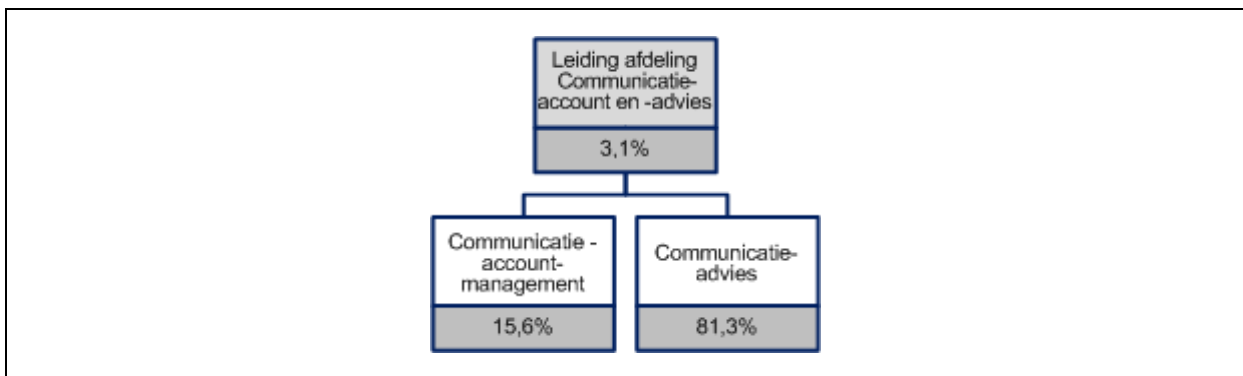 Leiding afdeling
Communicatie-
account en -advies
3,1%
Communicatie -
account-
management
15,6%
Communicatie-
advies
81,3%